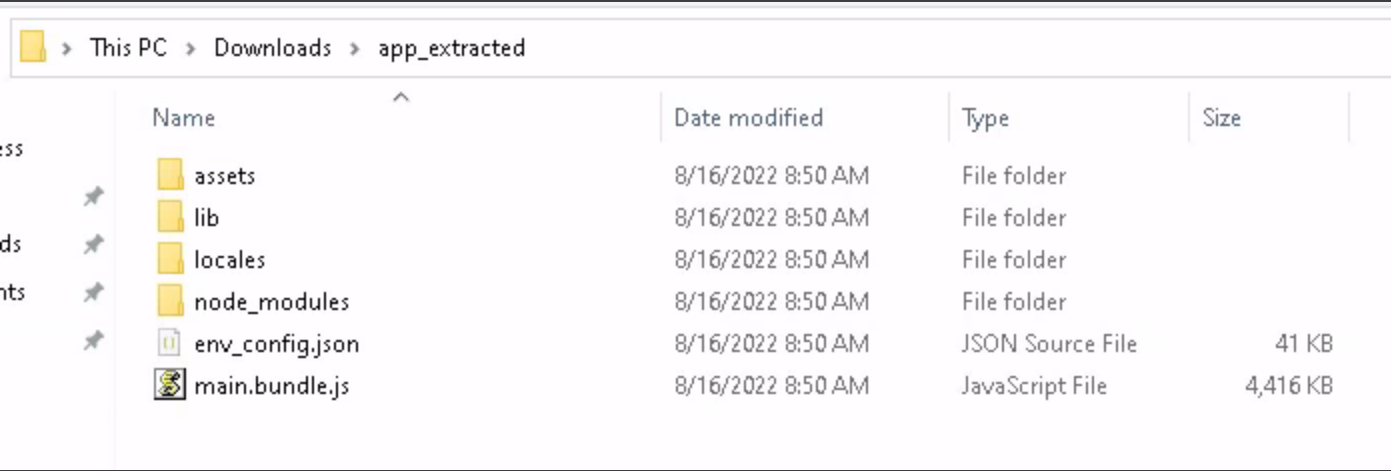 This PC > Downloads > app_extracted
Name Date modified Type Size
ess
assets 8/16/2022 8:50 AM File folder
lib 8/16/2022 8:50 AM File folder
ds
locales 8/16/2022 8:50 AM File folder
nts
node_modules 8/16/2022 8:50 AM File folder
env_config.json 8/16/2022 8:50 AM JSON Source File 41 KB
main.bundle.js 8/16/2022 8:50 AM JavaScript File 4,416 KB